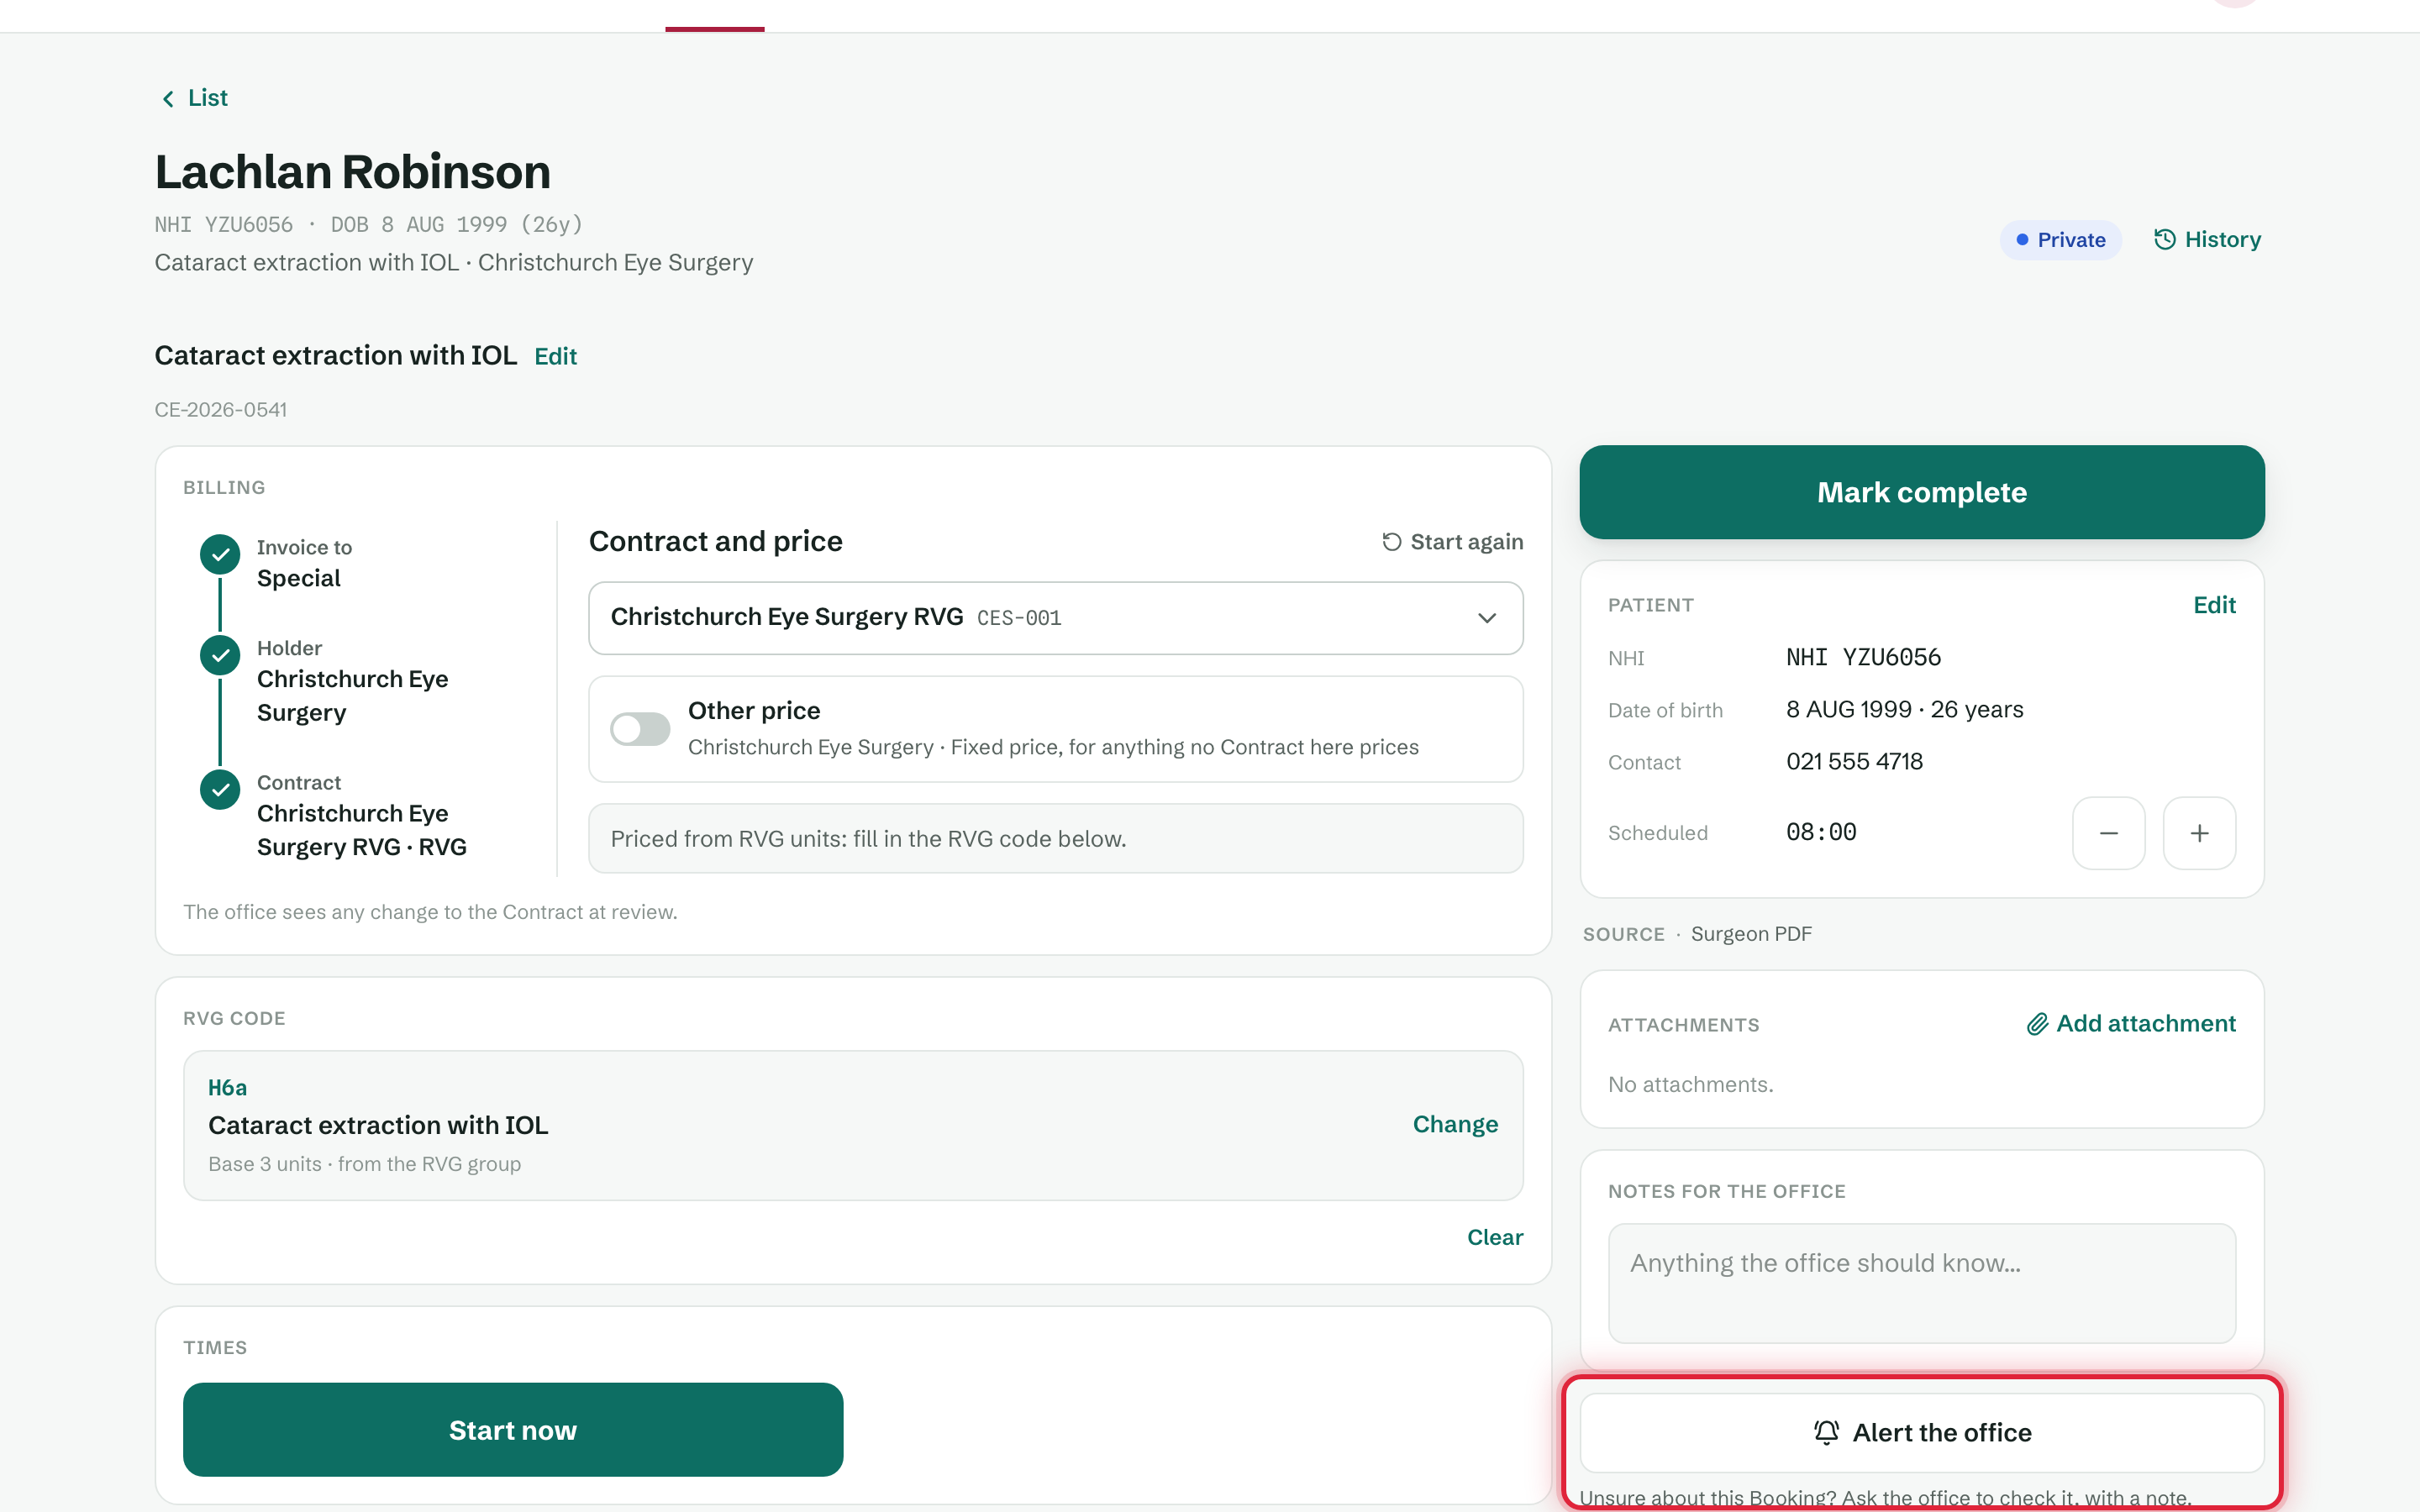 List
Lachlan Robinson
NHI YZU6056 · DOB 8 AUG 1999 (26y)
Cataract extraction with IOL · Christchurch Eye Surgery
Private
History
Cataract extraction with IOL Edit
CE-2026-0541
BILLING
Invoice to
Special
Holder
Christchurch Eye
Surgery
Contract
Christchurch Eye
Surgery RVG · RVG
Contract and price
Start again
Christchurch Eye Surgery RVG CES-001
Other price
Christchurch Eye Surgery · Fixed price, for anything no Contract here prices
Priced from RVG units: fill in the RVG code below.
The office sees any change to the Contract at review.
RVG CODE
H6a
Cataract extraction with IOL
Base 3 units · from the RVG group
Change
Clear
TIMES
Start now
Mark complete
PATIENT
Edit
NHI NHI YZU6056
Date of birth 8 AUG 1999 · 26 years
Contact 021 555 4718
Scheduled 08:00
SOURCE · Surgeon PDF
ATTACHMENTS
Add attachment
No attachments.
NOTES FOR THE OFFICE
Anything the office should know...
Alert the office
Unsure about this Booking? Ask the office to check it, with a note.